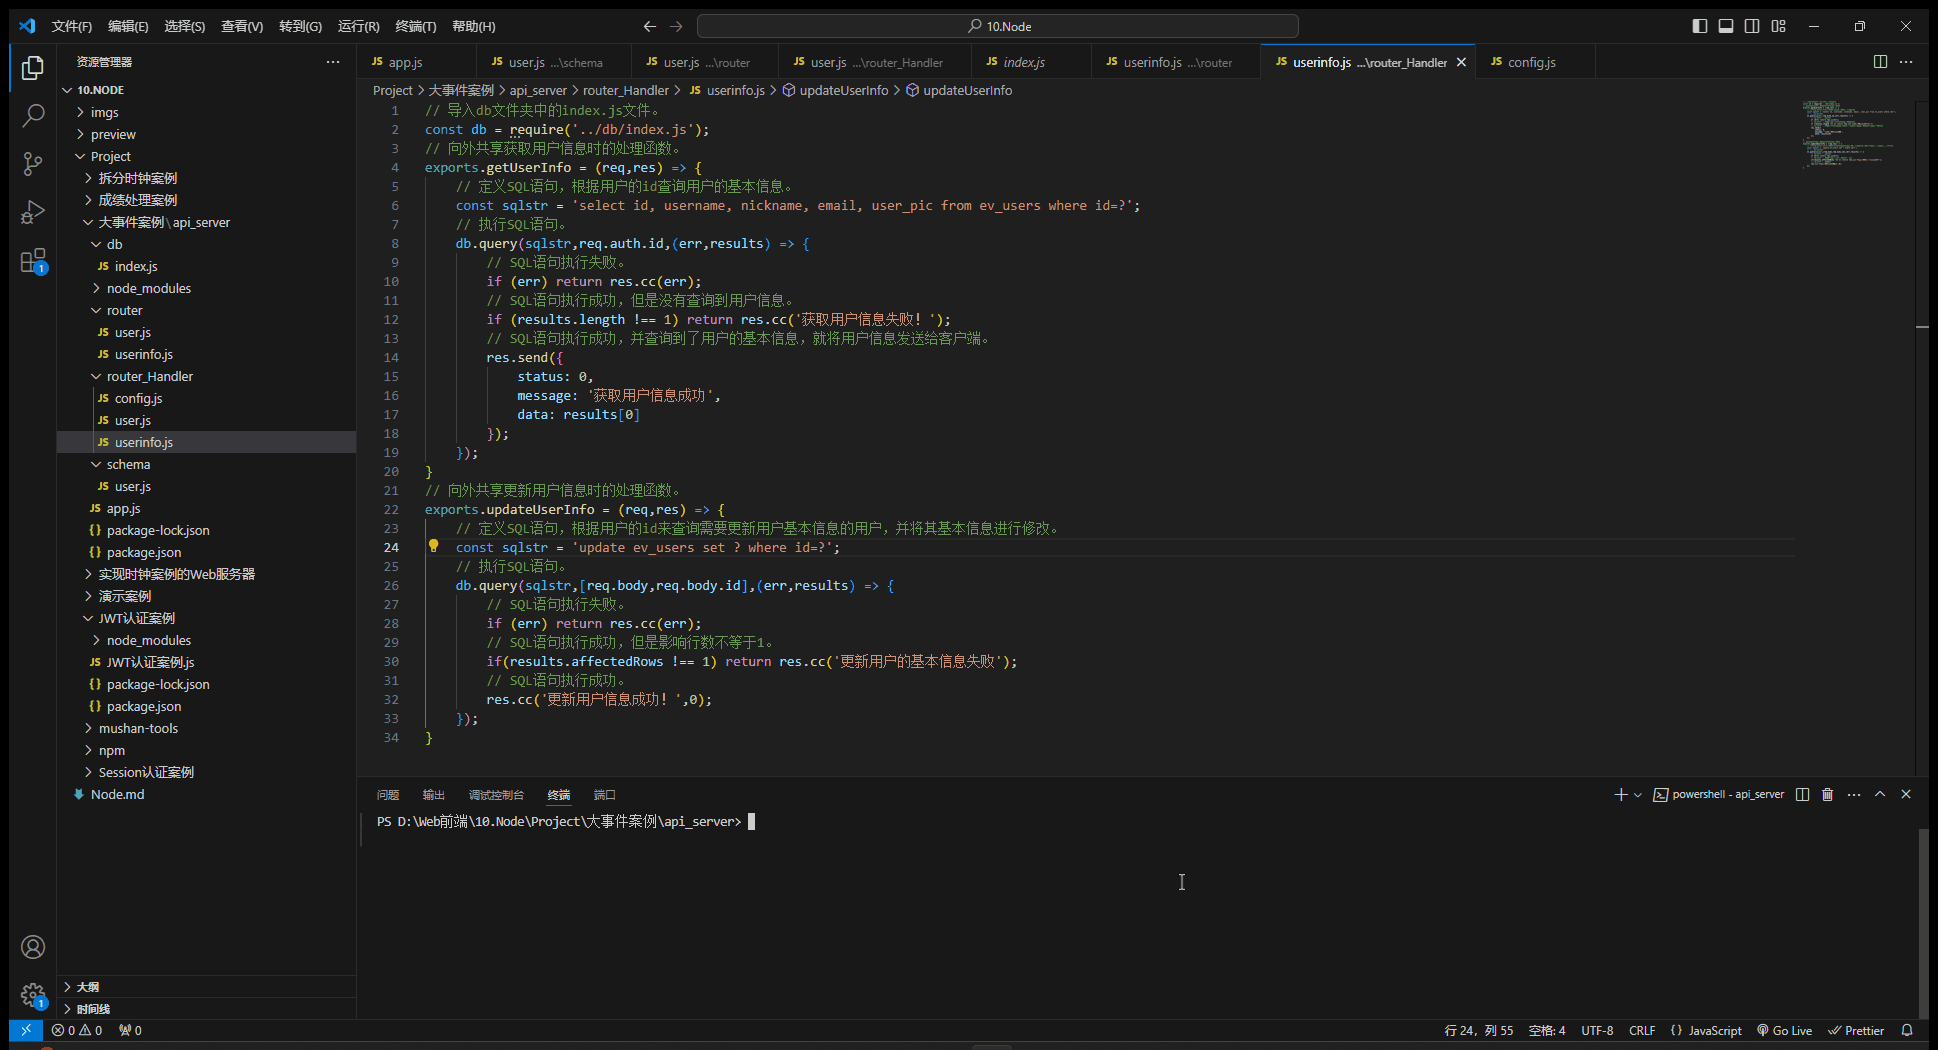 文件(F) 编辑(E) 选择(S) 查看(V) 转到(G) 运行(R) 终端(T) 帮助(H)
10.Node
资源管理器
10.NODE
imgs
preview
Project
拆分时钟案例
成绩处理案例
大事件案例\api_server
db
JS index.js
node_modules
router
JS user.js
JS userinfo.js
router_Handler
JS config.js
JS user.js
JS userinfo.js
schema
JS user.js
JS app.js
{} package-lock.json
{} package.json
实现时钟案例的Web服务器
演示案例
JWT认证案例
node_modules
JS JWT认证案例.js
{} package-lock.json
{} package.json
mushan-tools
npm
Session认证案例
Node.md
大纲
时间线
JS app.js JS user.js ...\schema JS user.js ...\router JS user.js ...\router_Handler JS index.js JS userinfo.js ...\router JS userinfo.js ...\router_Handler JS config.js
Project > 大事件案例 > api_server > router_Handler > JS userinfo.js > updateUserInfo > updateUserInfo
1 // 导入db文件夹中的index.js文件。
2 const db = require('../db/index.js');
3 // 向外共享获取用户信息时的处理函数。
4 exports.getUserInfo = (req,res) => {
5 // 定义SQL语句，根据用户的id查询用户的基本信息。
6 const sqlstr = 'select id, username, nickname, email, user_pic from ev_users where id=?';
7 // 执行SQL语句。
8 db.query(sqlstr,req.auth.id,(err,results) => {
9 // SQL语句执行失败。
10 if (err) return res.cc(err);
11 // SQL语句执行成功，但是没有查询到用户信息。
12 if (results.length !== 1) return res.cc('获取用户信息失败！');
13 // SQL语句执行成功，并查询到了用户的基本信息，就将用户信息发送给客户端。
14 res.send({
15 status: 0,
16 message: '获取用户信息成功',
17 data: results[0]
18 });
19 });
20 }
21 // 向外共享更新用户信息时的处理函数。
22 exports.updateUserInfo = (req,res) => {
23 // 定义SQL语句，根据用户的id来查询需要更新用户基本信息的用户，并将其基本信息进行修改。
24 const sqlstr = 'update ev_users set ? where id=?';
25 // 执行SQL语句。
26 db.query(sqlstr,[req.body,req.body.id],(err,results) => {
27 // SQL语句执行失败。
28 if (err) return res.cc(err);
29 // SQL语句执行成功，但是影响行数不等于1。
30 if(results.affectedRows !== 1) return res.cc('更新用户的基本信息失败');
31 // SQL语句执行成功。
32 res.cc('更新用户信息成功！',0);
33 });
34 }
问题 输出 调试控制台 终端 端口
powershell - api_server
PS D:\Web前端\10.Node\Project\大事件案例\api_server>
0 0 0 行 24, 列 55 空格: 4 UTF-8 CRLF {} JavaScript Go Live Prettier